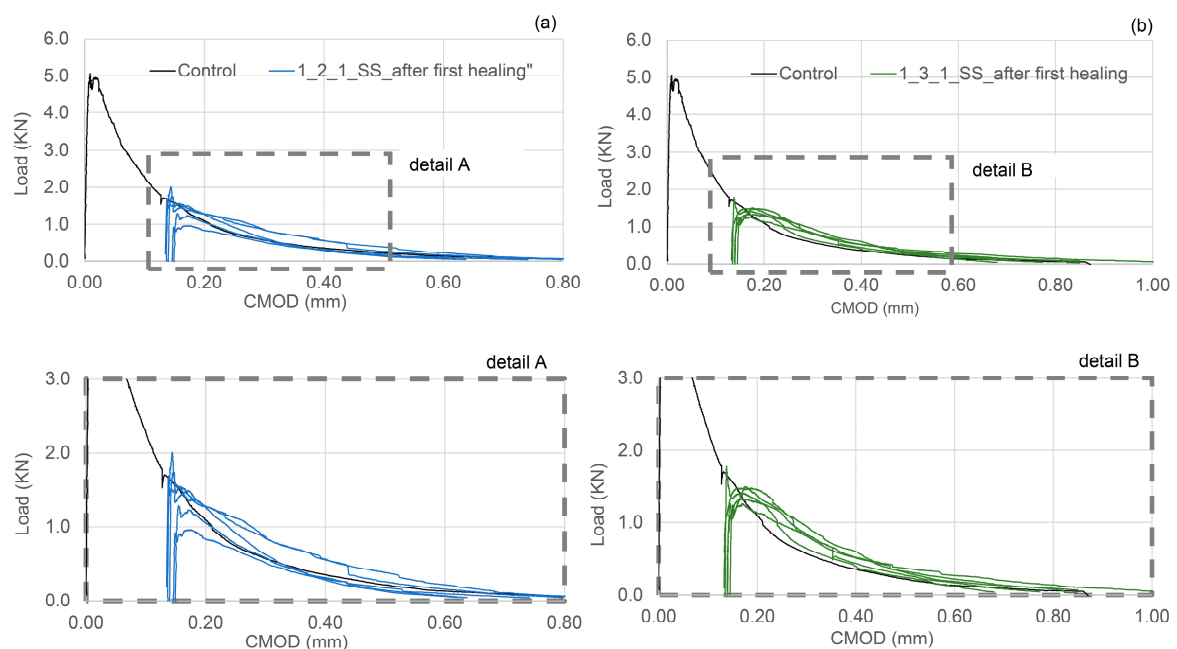 (a)
6.0
5.0
4.0
3.0
2.0
1.0
0.0
Load (KN)
Control
1_2_1_SS_after first healing"
detail A
0.00 0.20 0.40 0.60 0.80
CMOD (mm)
(b)
6.0
5.0
4.0
3.0
2.0
1.0
0.0
Load (KN)
Control
1_3_1_SS_after first healing
detail B
0.00 0.20 0.40 0.60 0.80 1.00
CMOD (mm)
detail A
3.0
2.0
1.0
0.0
Load (KN)
0.00 0.20 0.40 0.60 0.80
CMOD (mm)
detail B
3.0
2.0
1.0
0.0
Load (KN)
0.00 0.20 0.40 0.60 0.80 1.00
CMOD (mm)